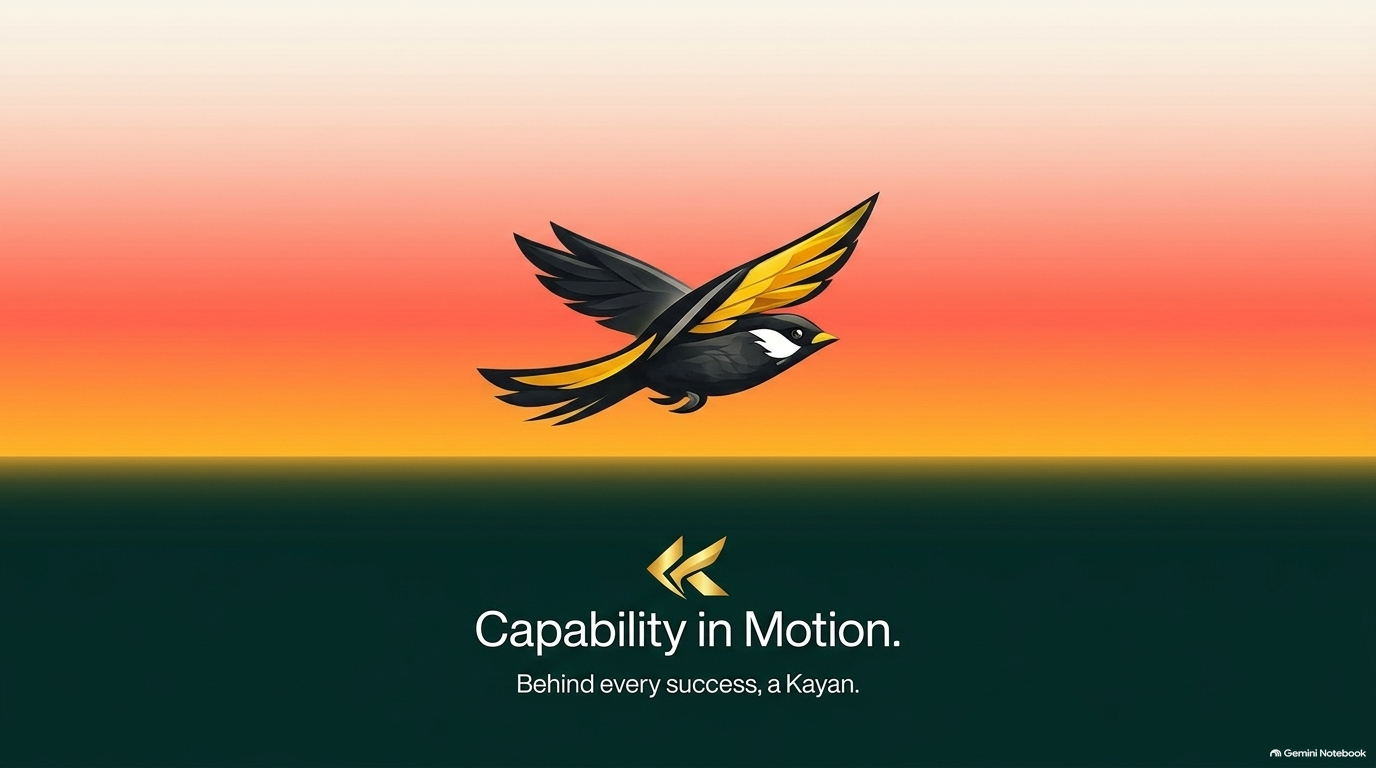 Capability in Motion.
Behind every success, a Kayan.
Gemini Notebook